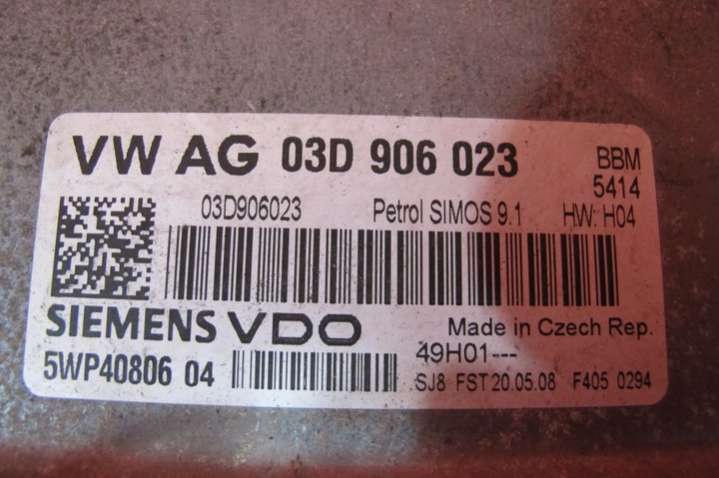 VW AG 03D 906 023 BBM
5414
03D906023 Petrol SIMOS 9.1 HW: H04
SIEMENS VDO Made in Czech Rep.
5WP40806 04 49H01---
SJ8 FST 20.05.08 F405 0294